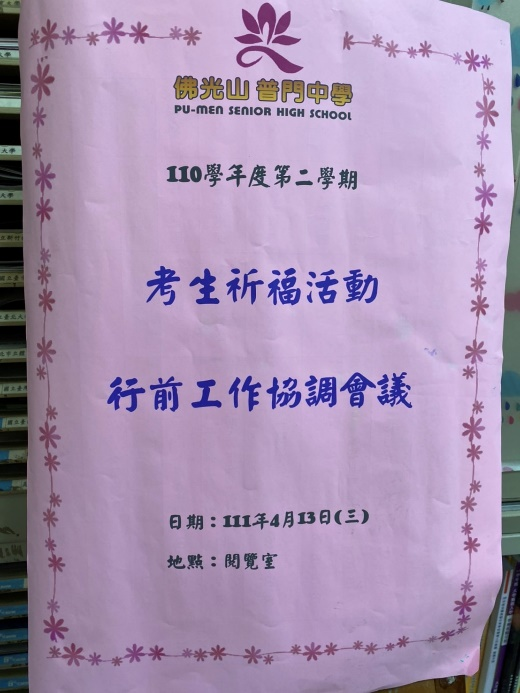 佛光山 普門中學
PU-MEN SENIOR HIGH SCHOOL
110學年度第二學期
考生祈福活動
行前工作協調會議
日期：111年4月13日(三)
地點：閱覽室